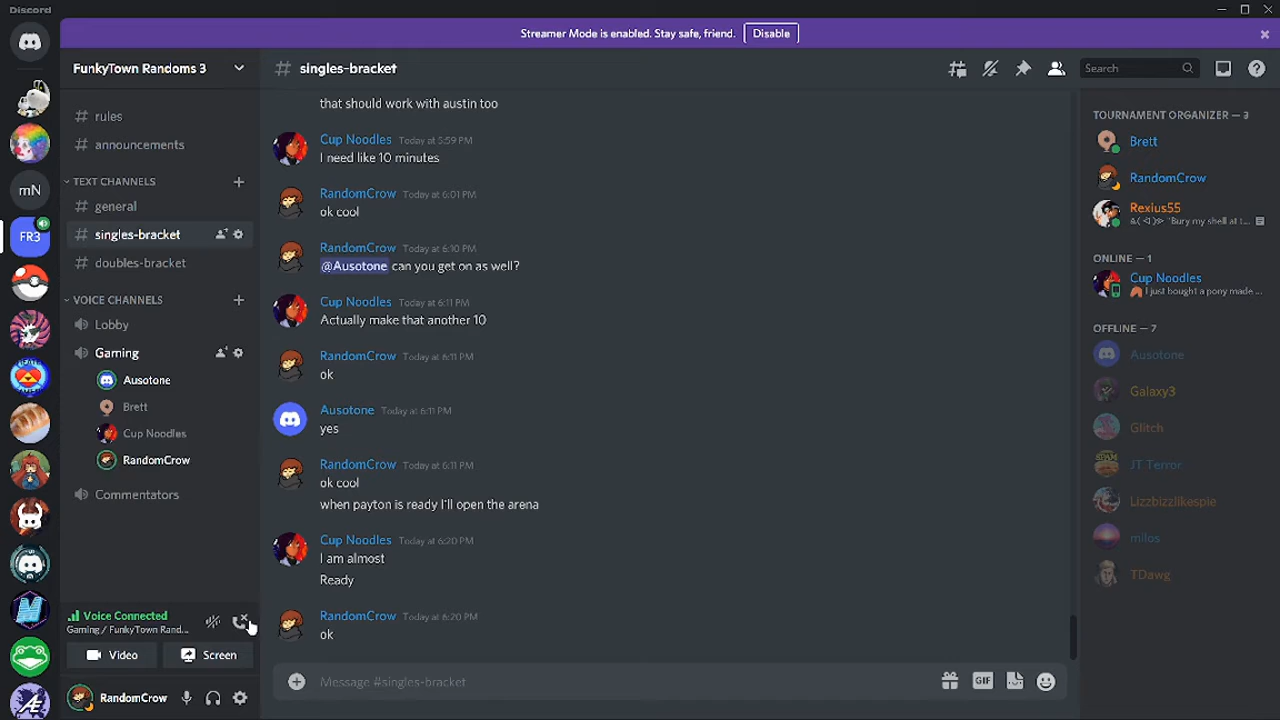 Discord
Streamer Mode is enabled. Stay safe, friend. Disable
FunkyTown Randoms 3
singles-bracket
Search
rules
announcements
TEXT CHANNELS
general
singles-bracket
doubles-bracket
VOICE CHANNELS
Lobby
Gaming
Ausotone
Brett
Cup Noodles
RandomCrow
Commentators
Voice Connected
Gaming / FunkyTown Rand...
Video
Screen
RandomCrow
mN
FR3
that should work with austin too
Cup Noodles Today at 5:59 PM
I need like 10 minutes
RandomCrow Today at 6:01 PM
ok cool
RandomCrow Today at 6:10 PM
@Ausotone can you get on as well?
Cup Noodles Today at 6:11 PM
Actually make that another 10
RandomCrow Today at 6:11 PM
ok
Ausotone Today at 6:11 PM
yes
RandomCrow Today at 6:11 PM
ok cool
when payton is ready I'll open the arena
Cup Noodles Today at 6:20 PM
I am almost
Ready
RandomCrow Today at 6:20 PM
ok
Message #singles-bracket
GIF
TOURNAMENT ORGANIZER — 3
Brett
RandomCrow
Rexius55
"Bury my shell at t...
ONLINE — 1
Cup Noodles
I just bought a pony made ...
OFFLINE — 7
Ausotone
Galaxy3
Glitch
JT Terror
Lizzbizzlikespie
milos
TDawg